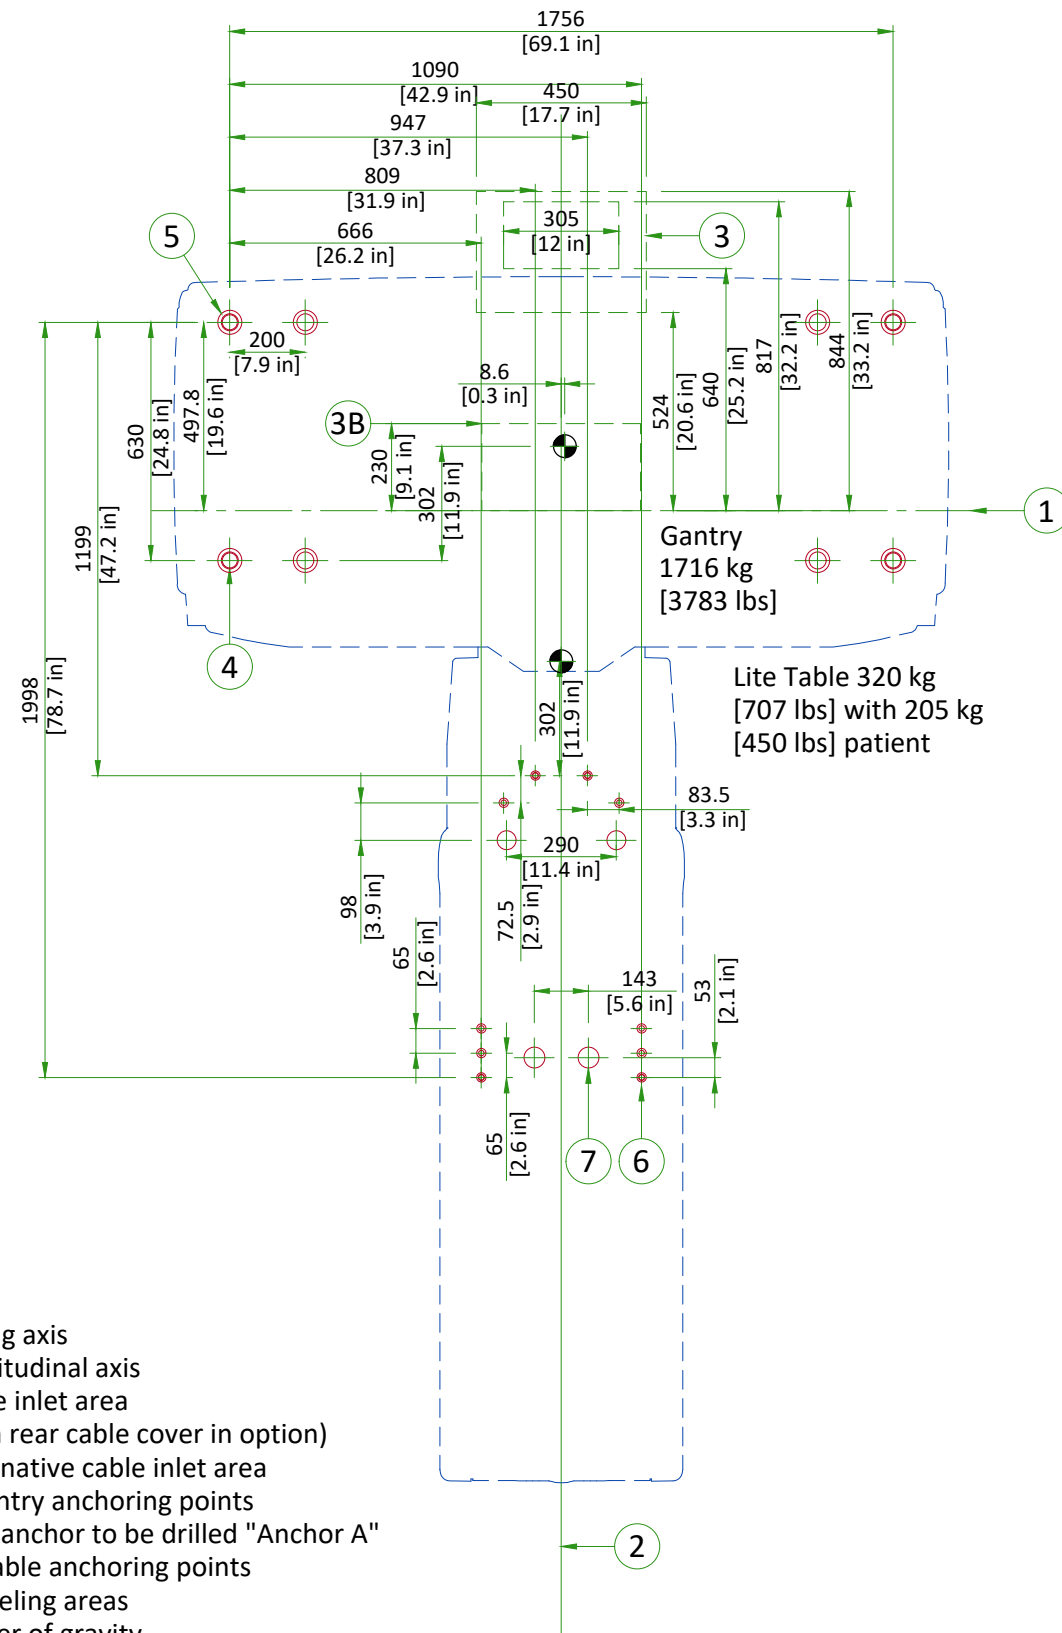 1756
[69.1 in]
1090
[42.9 in]
450
[17.7 in]
947
[37.3 in]
809
[31.9 in]
305
[12 in]
666
[26.2 in]
5
3
200
[7.9 in]
8.6
[0.3 in]
3B
630
[24.8 in]
497.8
[19.6 in]
230
[9.1 in]
302
[11.9 in]
524
[20.6 in]
640
[25.2 in]
817
[32.2 in]
844
[33.2 in]
1
Gantry
1716 kg
[3783 lbs]
1199
[47.2 in]
4
1998
[78.7 in]
Lite Table 320 kg
[707 lbs] with 205 kg
[450 lbs] patient
302
[11.9 in]
83.5
[3.3 in]
290
[11.4 in]
98
[3.9 in]
72.5
[2.9 in]
65
[2.6 in]
143
[5.6 in]
53
[2.1 in]
65
[2.6 in]
7
6
g axis
itudinal axis
e inlet area
rear cable cover in option)
native cable inlet area
ntry anchoring points
anchor to be drilled "Anchor A"
able anchoring points
eling areas
er of gravity
2